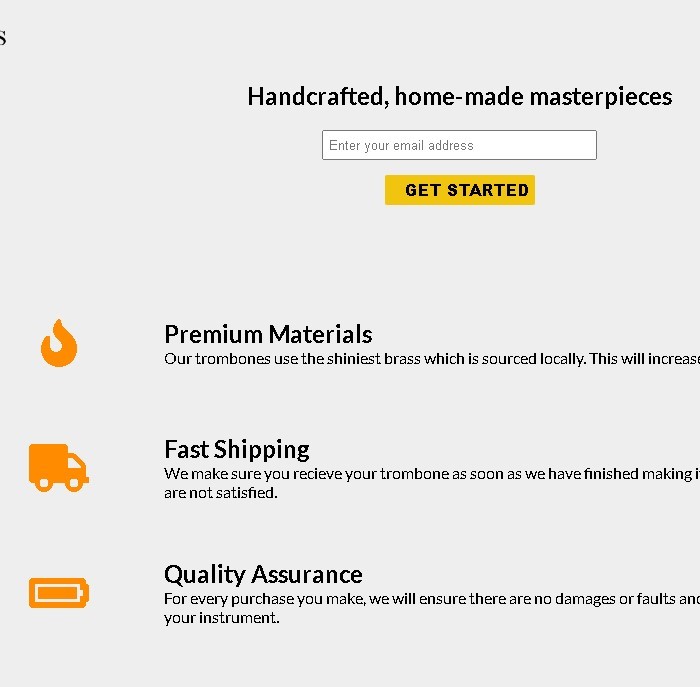 s
Handcrafted, home-made masterpieces
Enter your email address
GET STARTED
Premium Materials
Our trombones use the shiniest brass which is sourced locally. This will increase
Fast Shipping
We make sure you recieve your trombone as soon as we have finished making
are not satisfied.
Quality Assurance
For every purchase you make, we will ensure there are no damages or faults and
your instrument.